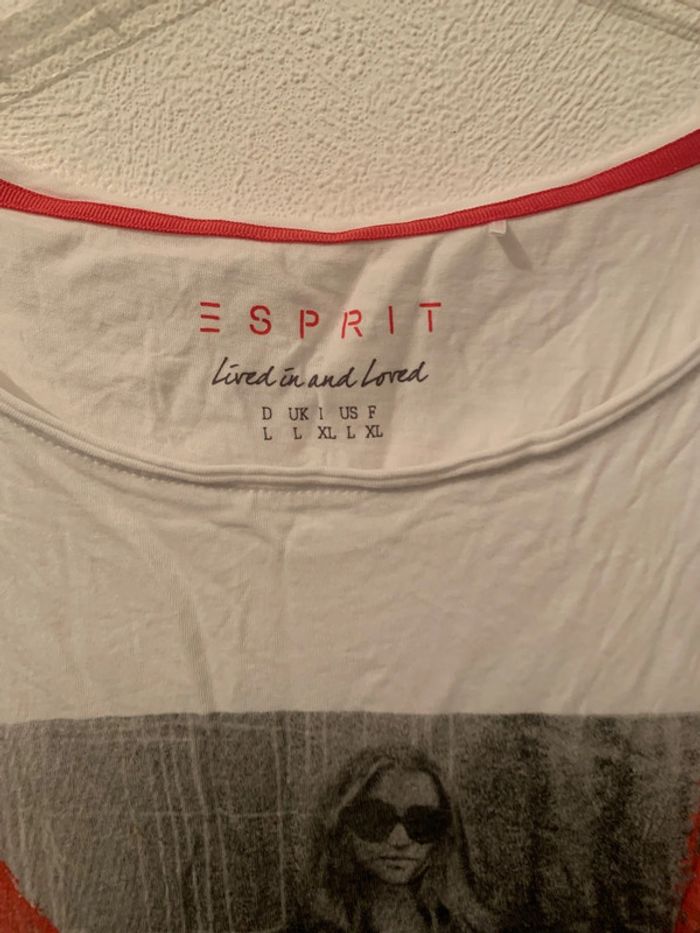 ESPRIT
Lived in and Loved
D UK I US F
L L XL L XL